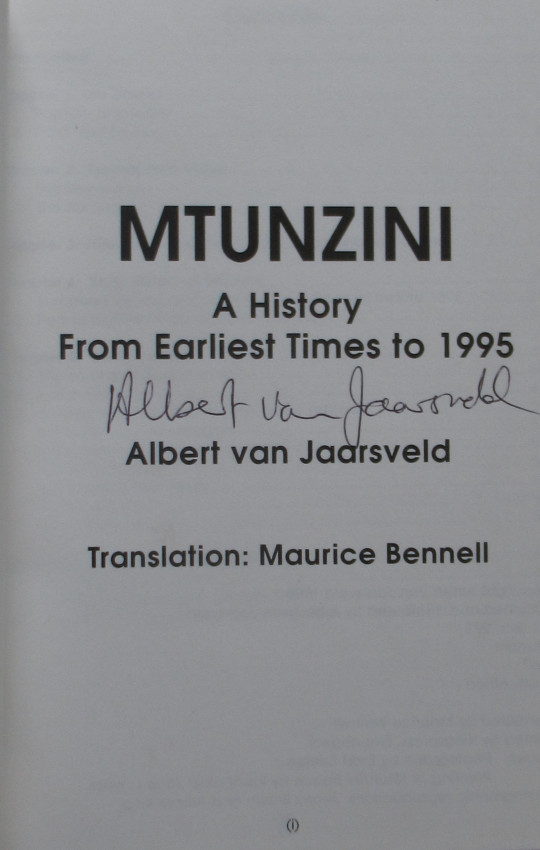 MTUNZINI
A History
From Earliest Times to 1995
Albert van Jaarsveld
Albert van Jaarsveld
Translation: Maurice Bennell
(i)